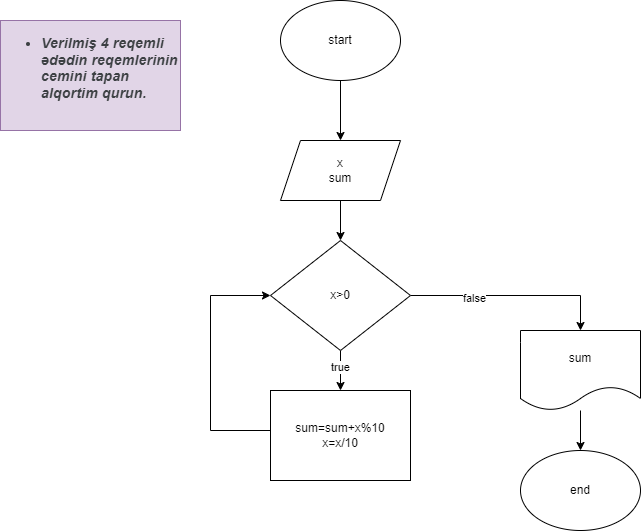 Verilmiş 4 reqemli
ədədin reqemlerinin
cemini tapan
alqortim qurun.
start
x
sum
x>0
false
true
sum=sum+x%10
x=x/10
sum
end